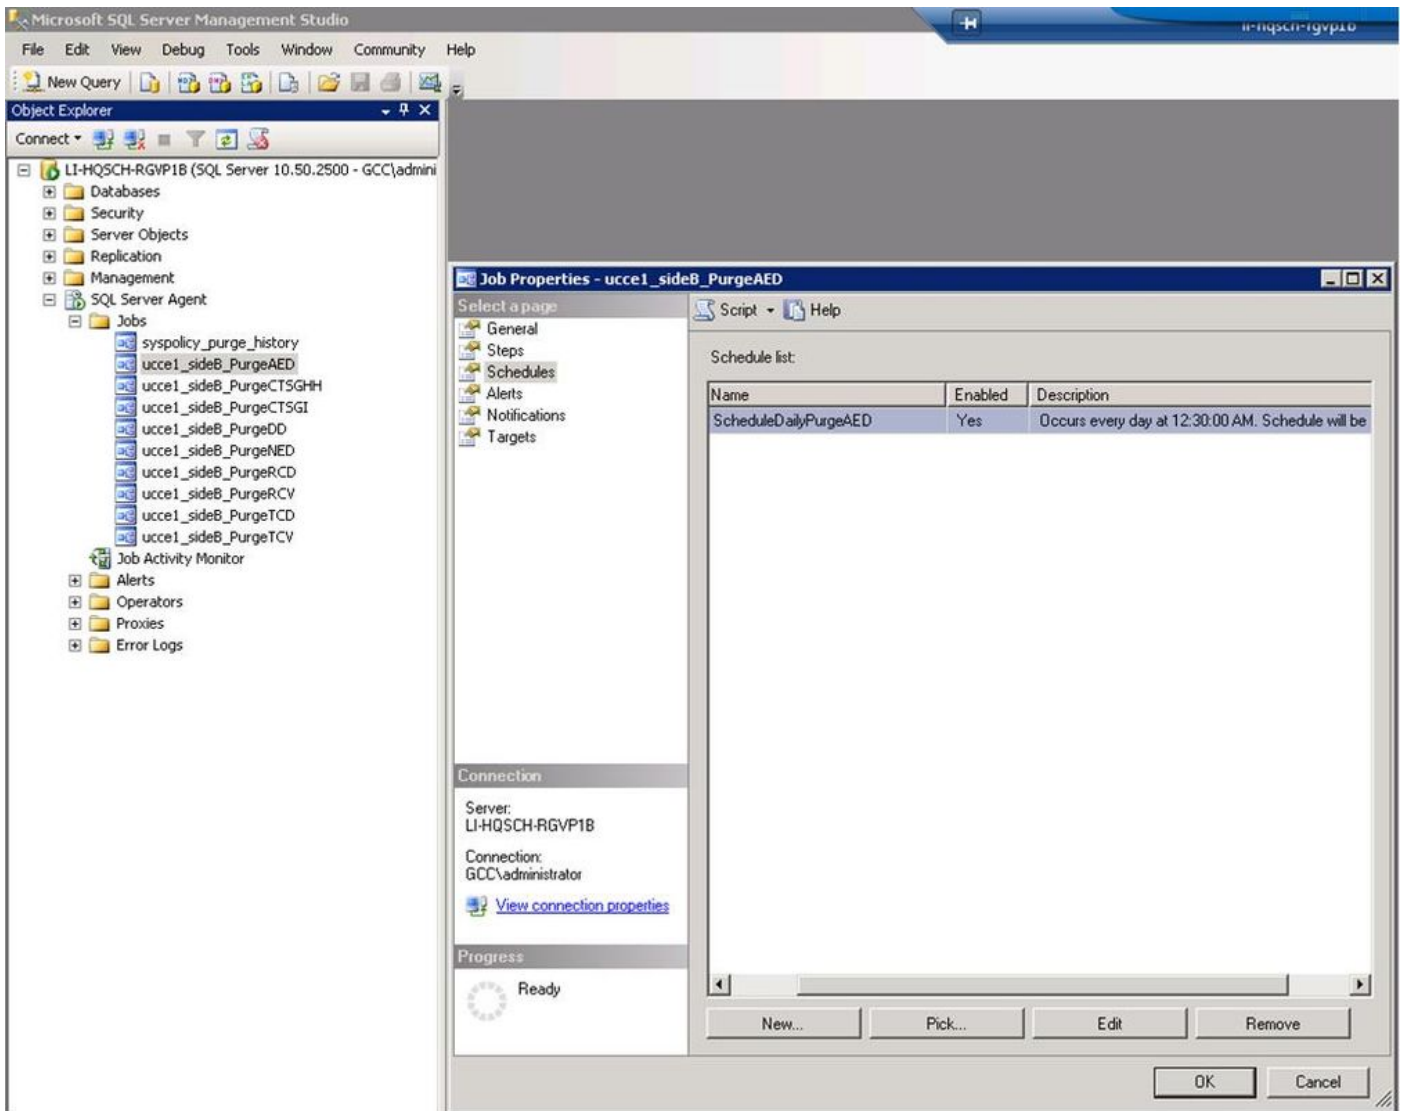 Microsoft SQL Server Management Studio
li-hqsch-rgvp1b
File Edit View Debug Tools Window Community Help
New Query
Object Explorer
Connect
LI-HQSCH-RGVP1B (SQL Server 10.50.2500 - GCC\admini
Databases
Security
Server Objects
Replication
Management
SQL Server Agent
Jobs
syspolicy_purge_history
ucce1_sideB_PurgeAED
ucce1_sideB_PurgeCTSGHH
ucce1_sideB_PurgeCTSGI
ucce1_sideB_PurgeDD
ucce1_sideB_PurgeNED
ucce1_sideB_PurgeRCD
ucce1_sideB_PurgeRCV
ucce1_sideB_PurgeTCD
ucce1_sideB_PurgeTCV
Job Activity Monitor
Alerts
Operators
Proxies
Error Logs
Job Properties - ucce1_sideB_PurgeAED
Select a page
General
Steps
Schedules
Alerts
Notifications
Targets
Connection
Server:
LI-HQSCH-RGVP1B
Connection:
GCC\administrator
View connection properties
Progress
Ready
Script Help
Schedule list:
Name Enabled Description
ScheduleDailyPurgeAED Yes Occurs every day at 12:30:00 AM. Schedule will be
New... Pick... Edit Remove
OK Cancel